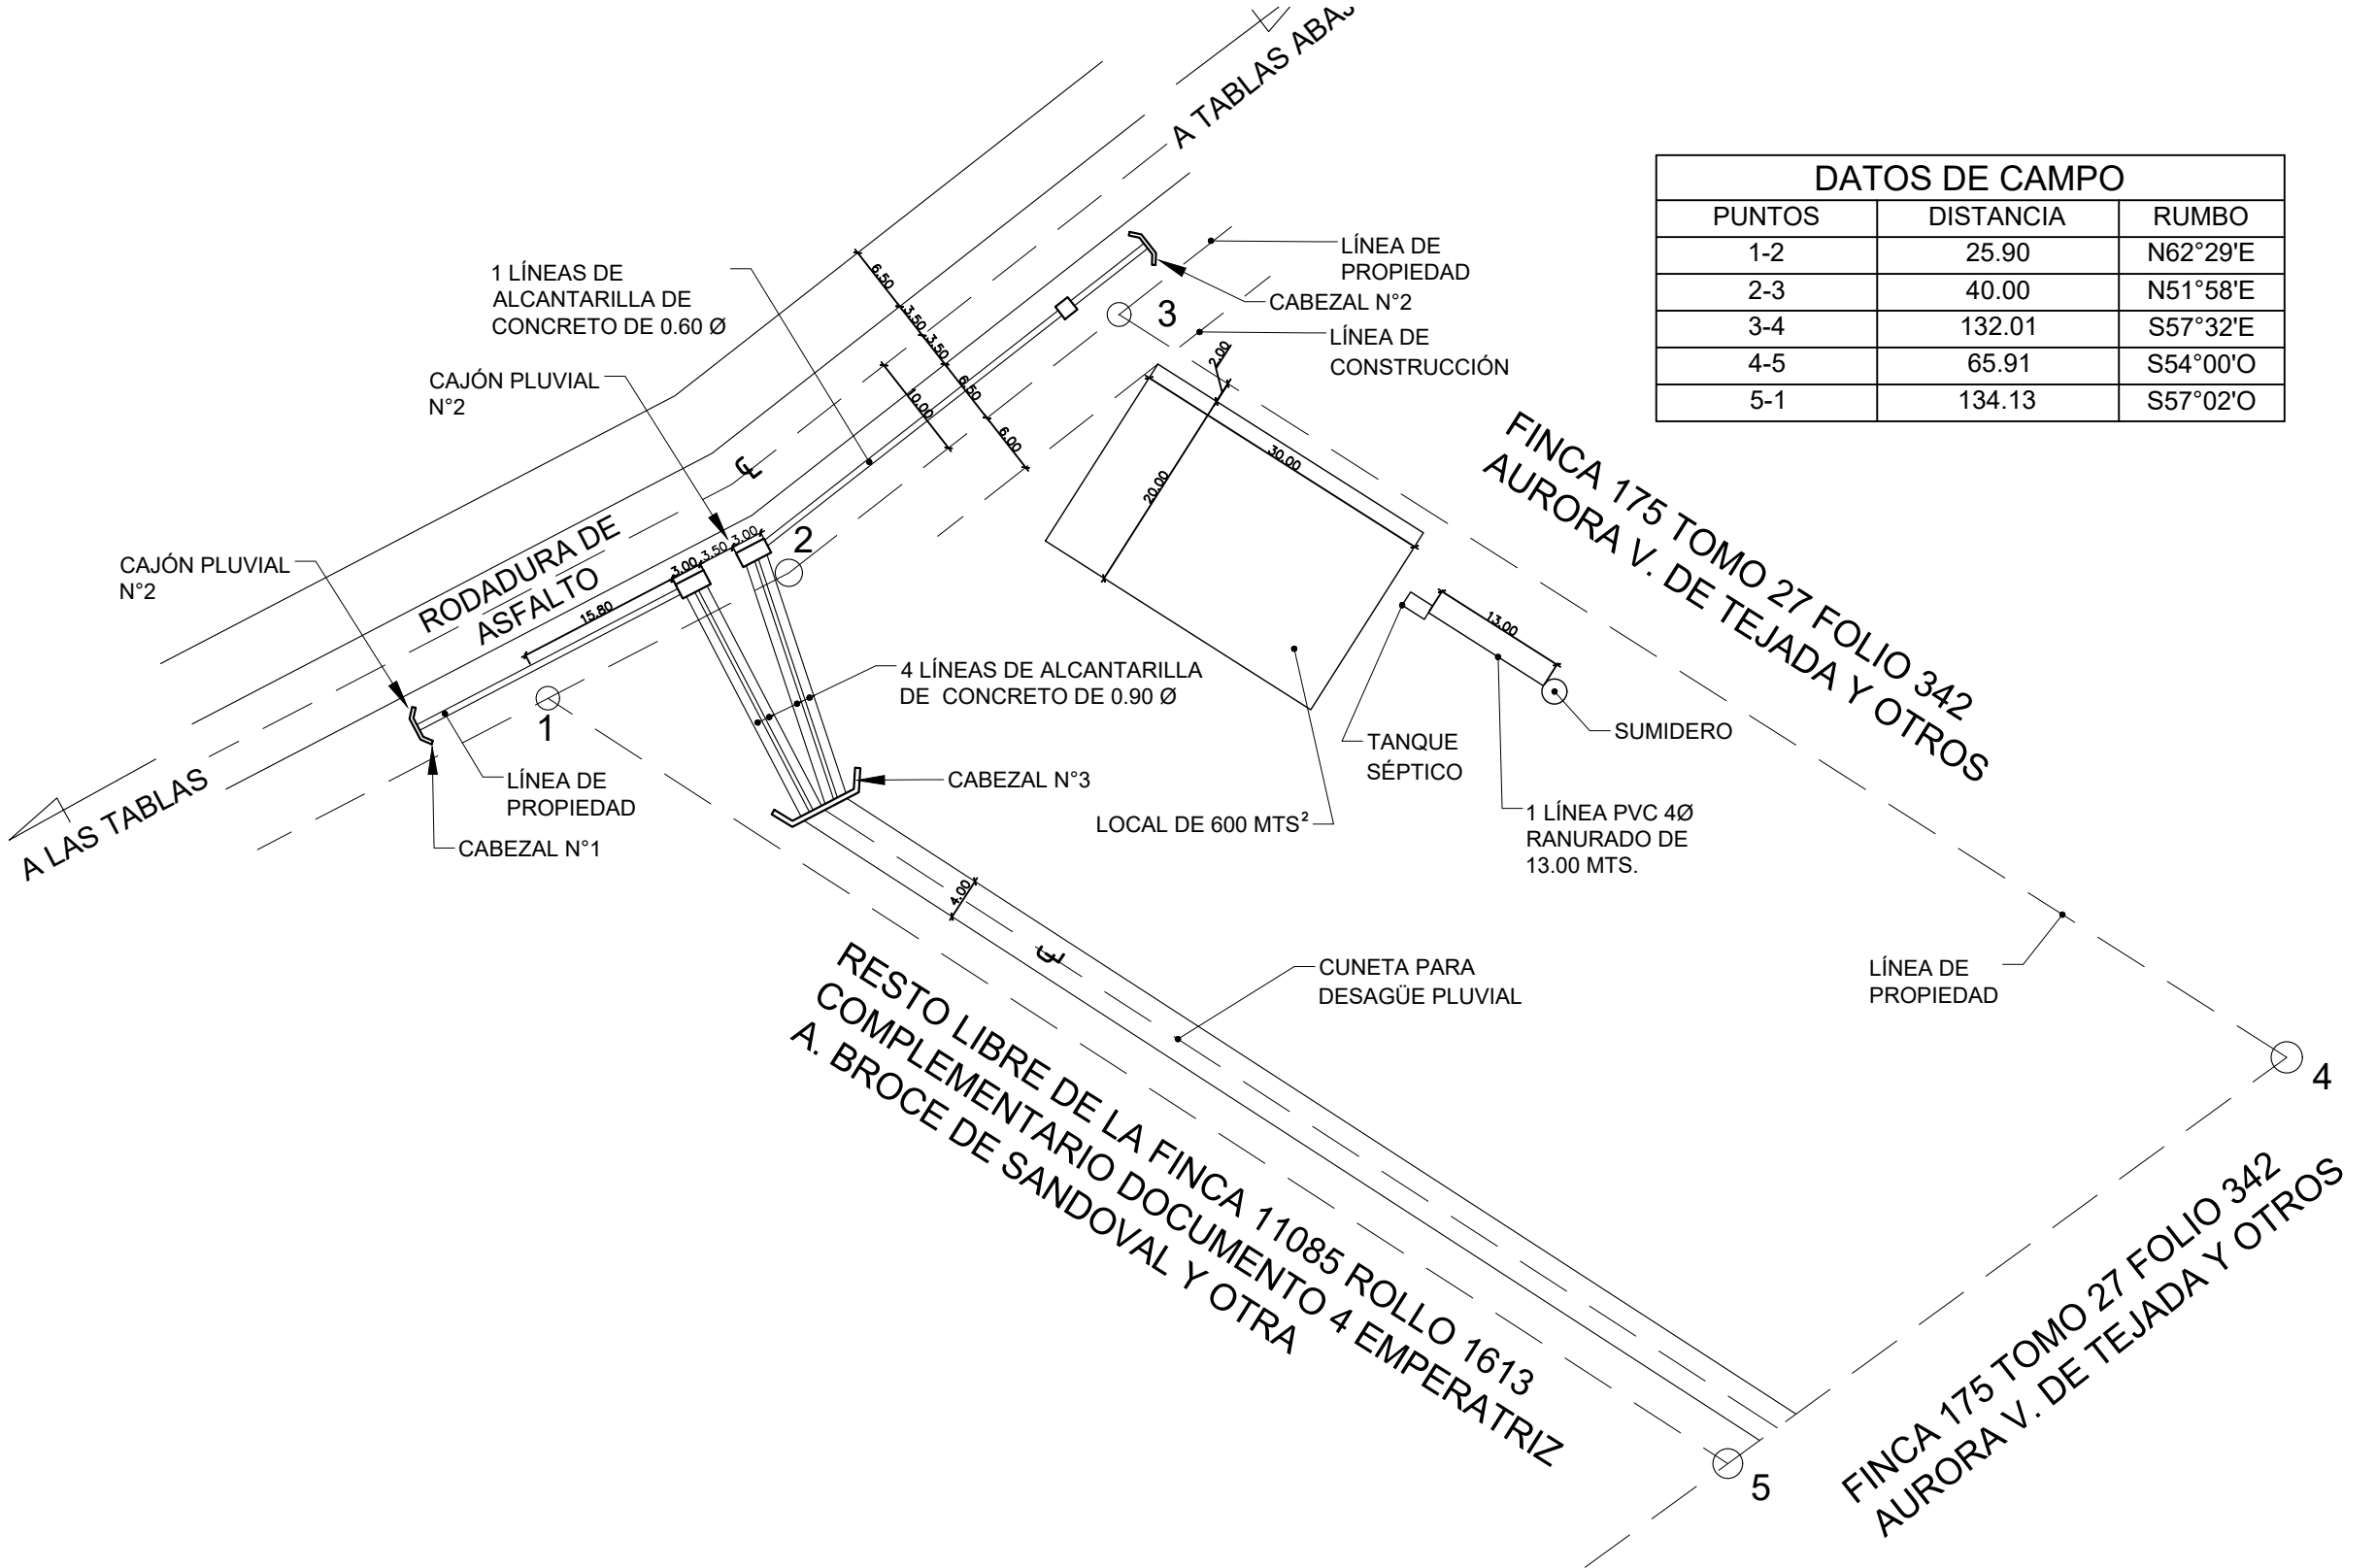 A TABLAS
DATOS DE CAMPO
PUNTOS DISTANCIA RUMBO
1-2 25.90 N62°29'E
2-3 40.00 N51°58'E
3-4 132.01 S57°32'E
4-5 65.91 S54°00'O
5-1 134.13 S57°02'O
1 LÍNEAS DE
ALCANTARILLA DE
CONCRETO DE 0.60 Ø
LÍNEA DE
PROPIEDAD
CABEZAL N°2
3
LÍNEA DE
CONSTRUCCIÓN
CAJÓN PLUVIAL
N°2
6.50
3.50
3.50
6.50
6.00
10.00
2.00
30.00
20.00
FINCA 175 TOMO 27 FOLIO 342
AURORA V. DE TEJADA Y OTROS
CAJÓN PLUVIAL
N°2
RODADURA DE
ASFALTO
3.00
3.50
3.00
2
15.80
13.00
4 LÍNEAS DE ALCANTARILLA
DE CONCRETO DE 0.90 Ø
1
SUMIDERO
TANQUE
SÉPTICO
A LAS TABLAS
LÍNEA DE
PROPIEDAD
CABEZAL N°3
CABEZAL N°1
LOCAL DE 600 MTS²
1 LÍNEA PVC 4Ø
RANURADO DE
13.00 MTS.
4.00
CUNETA PARA
DESAGÜE PLUVIAL
LÍNEA DE
PROPIEDAD
4
RESTO LIBRE DE LA FINCA 11085 ROLLO 1613
COMPLEMENTARIO DOCUMENTO 4 EMPERATRIZ
A. BROCE DE SANDOVAL Y OTRA
5
FINCA 175 TOMO 27 FOLIO 342
AURORA V. DE TEJADA Y OTROS